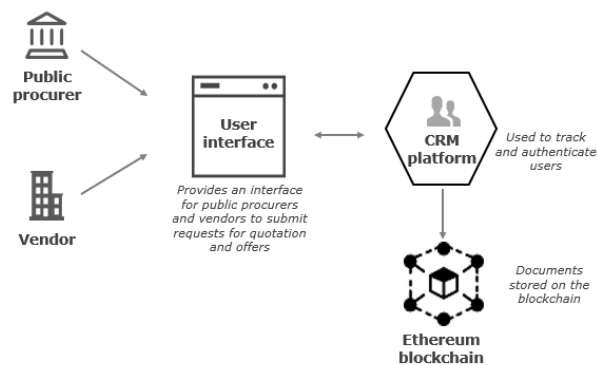 Public
procurer
User
interface
Provides an interface
for public procurers
and vendors to submit
requests for quotation
and offers
Vendor
CRM
platform
Used to track
and authenticate
users
Documents
stored on the
blockchain
Ethereum
blockchain